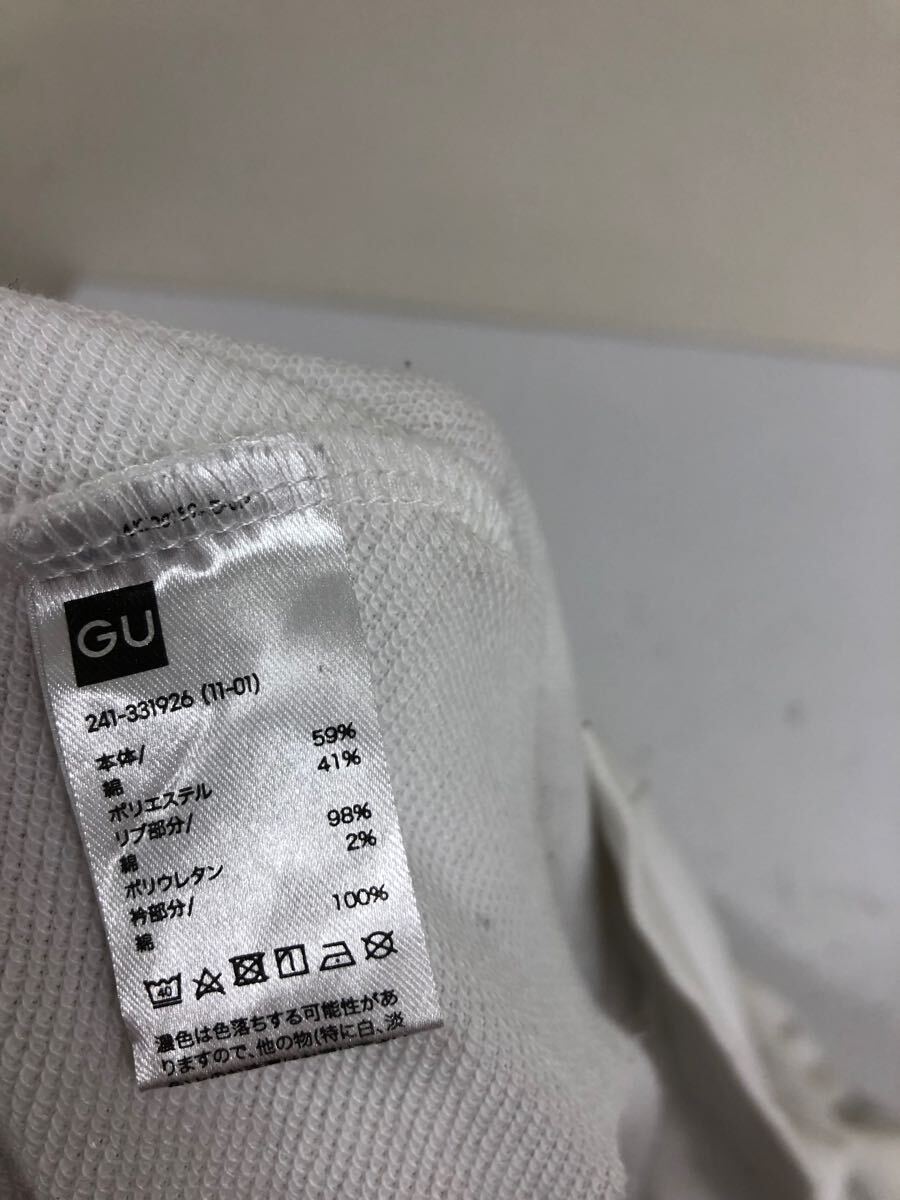 GU
241-331926 (11-01)
本体/
綿 59%
ポリエステル 41%
リブ部分/
綿 98%
ポリウレタン 2%
衿部分/
綿 100%
40
濃色は色落ちする可能性があ
りますので、他の物(特に白、淡